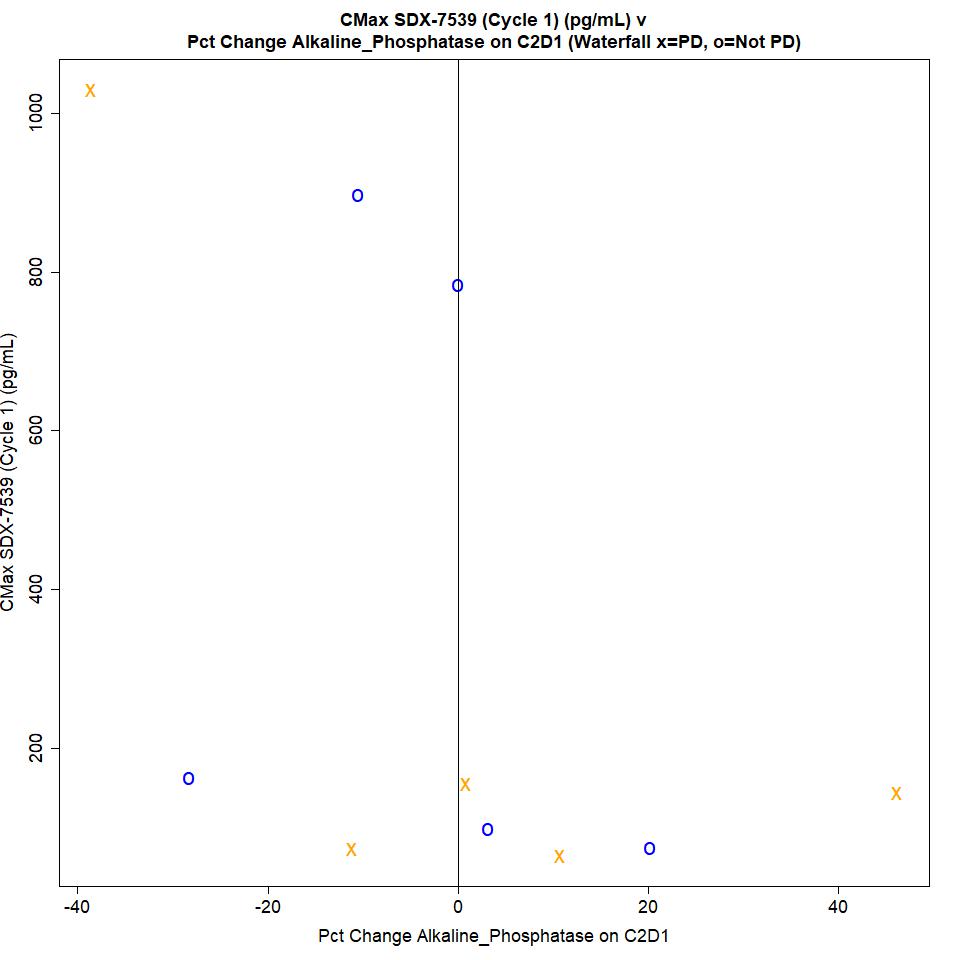 CMax SDX-7539 (Cycle 1) (pg/mL) v
Pct Change Alkaline_Phosphatase on C2D1 (Waterfall x=PD, o=Not PD)
CMax SDX-7539 (Cycle 1) (pg/mL)
1000
800
600
400
200
X
O
O
O
X
X
O
X
O
X
-40
-20
0
20
40
Pct Change Alkaline_Phosphatase on C2D1